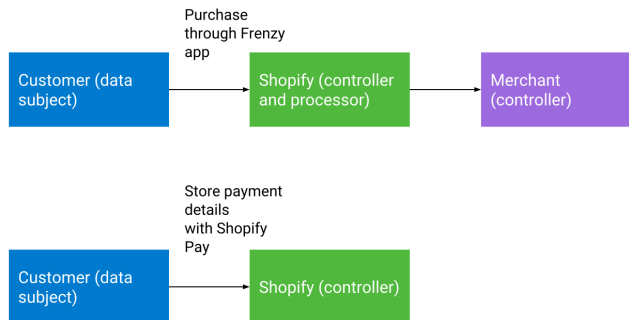 Purchase
through Frenzy
app
Customer (data
subject)
Shopify (controller
and processor)
Merchant
(controller)
Store payment
details
with Shopify
Pay
Customer (data
subject)
Shopify (controller)